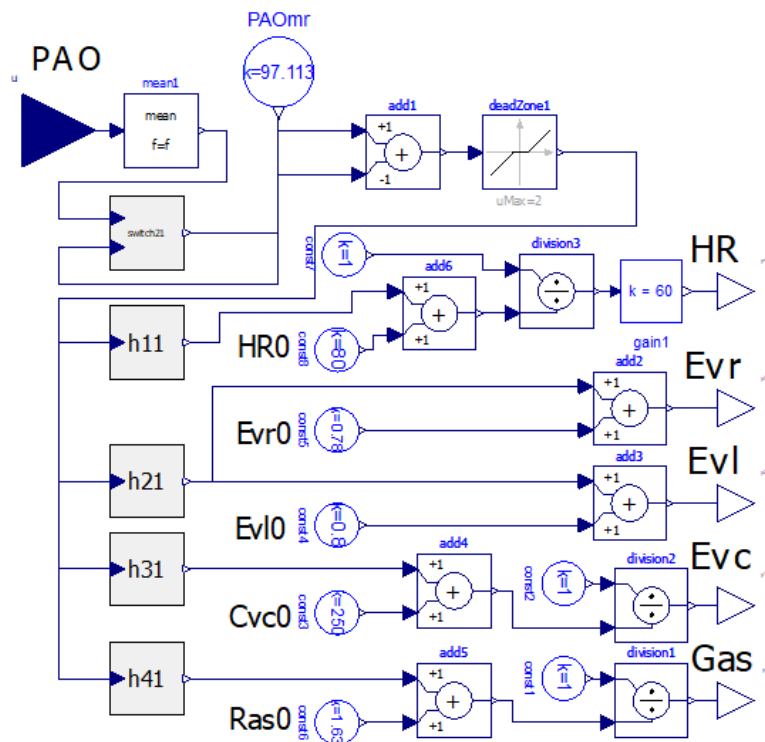 PAOmr
k=97.113
PAO
u
mean1
mean
f=f
add1
+1
+
-1
deadZone1
uMax=2
switch21
k=1
const7
division3
HR
k = 60
gain1
add6
+1
+
+1
h11
HR0
k=80
const8
add2
+1
+
+1
Evr
Evr0
k=0.78
const5
h21
add3
+1
+
+1
Evl
Evl0
k=0.8
const4
h31
add4
+1
+
+1
k=1
const2
division2
Evc
Cvc0
k=250
const3
h41
add5
+1
+
+1
k=1
const1
division1
Gas
Ras0
k=1.63
const6